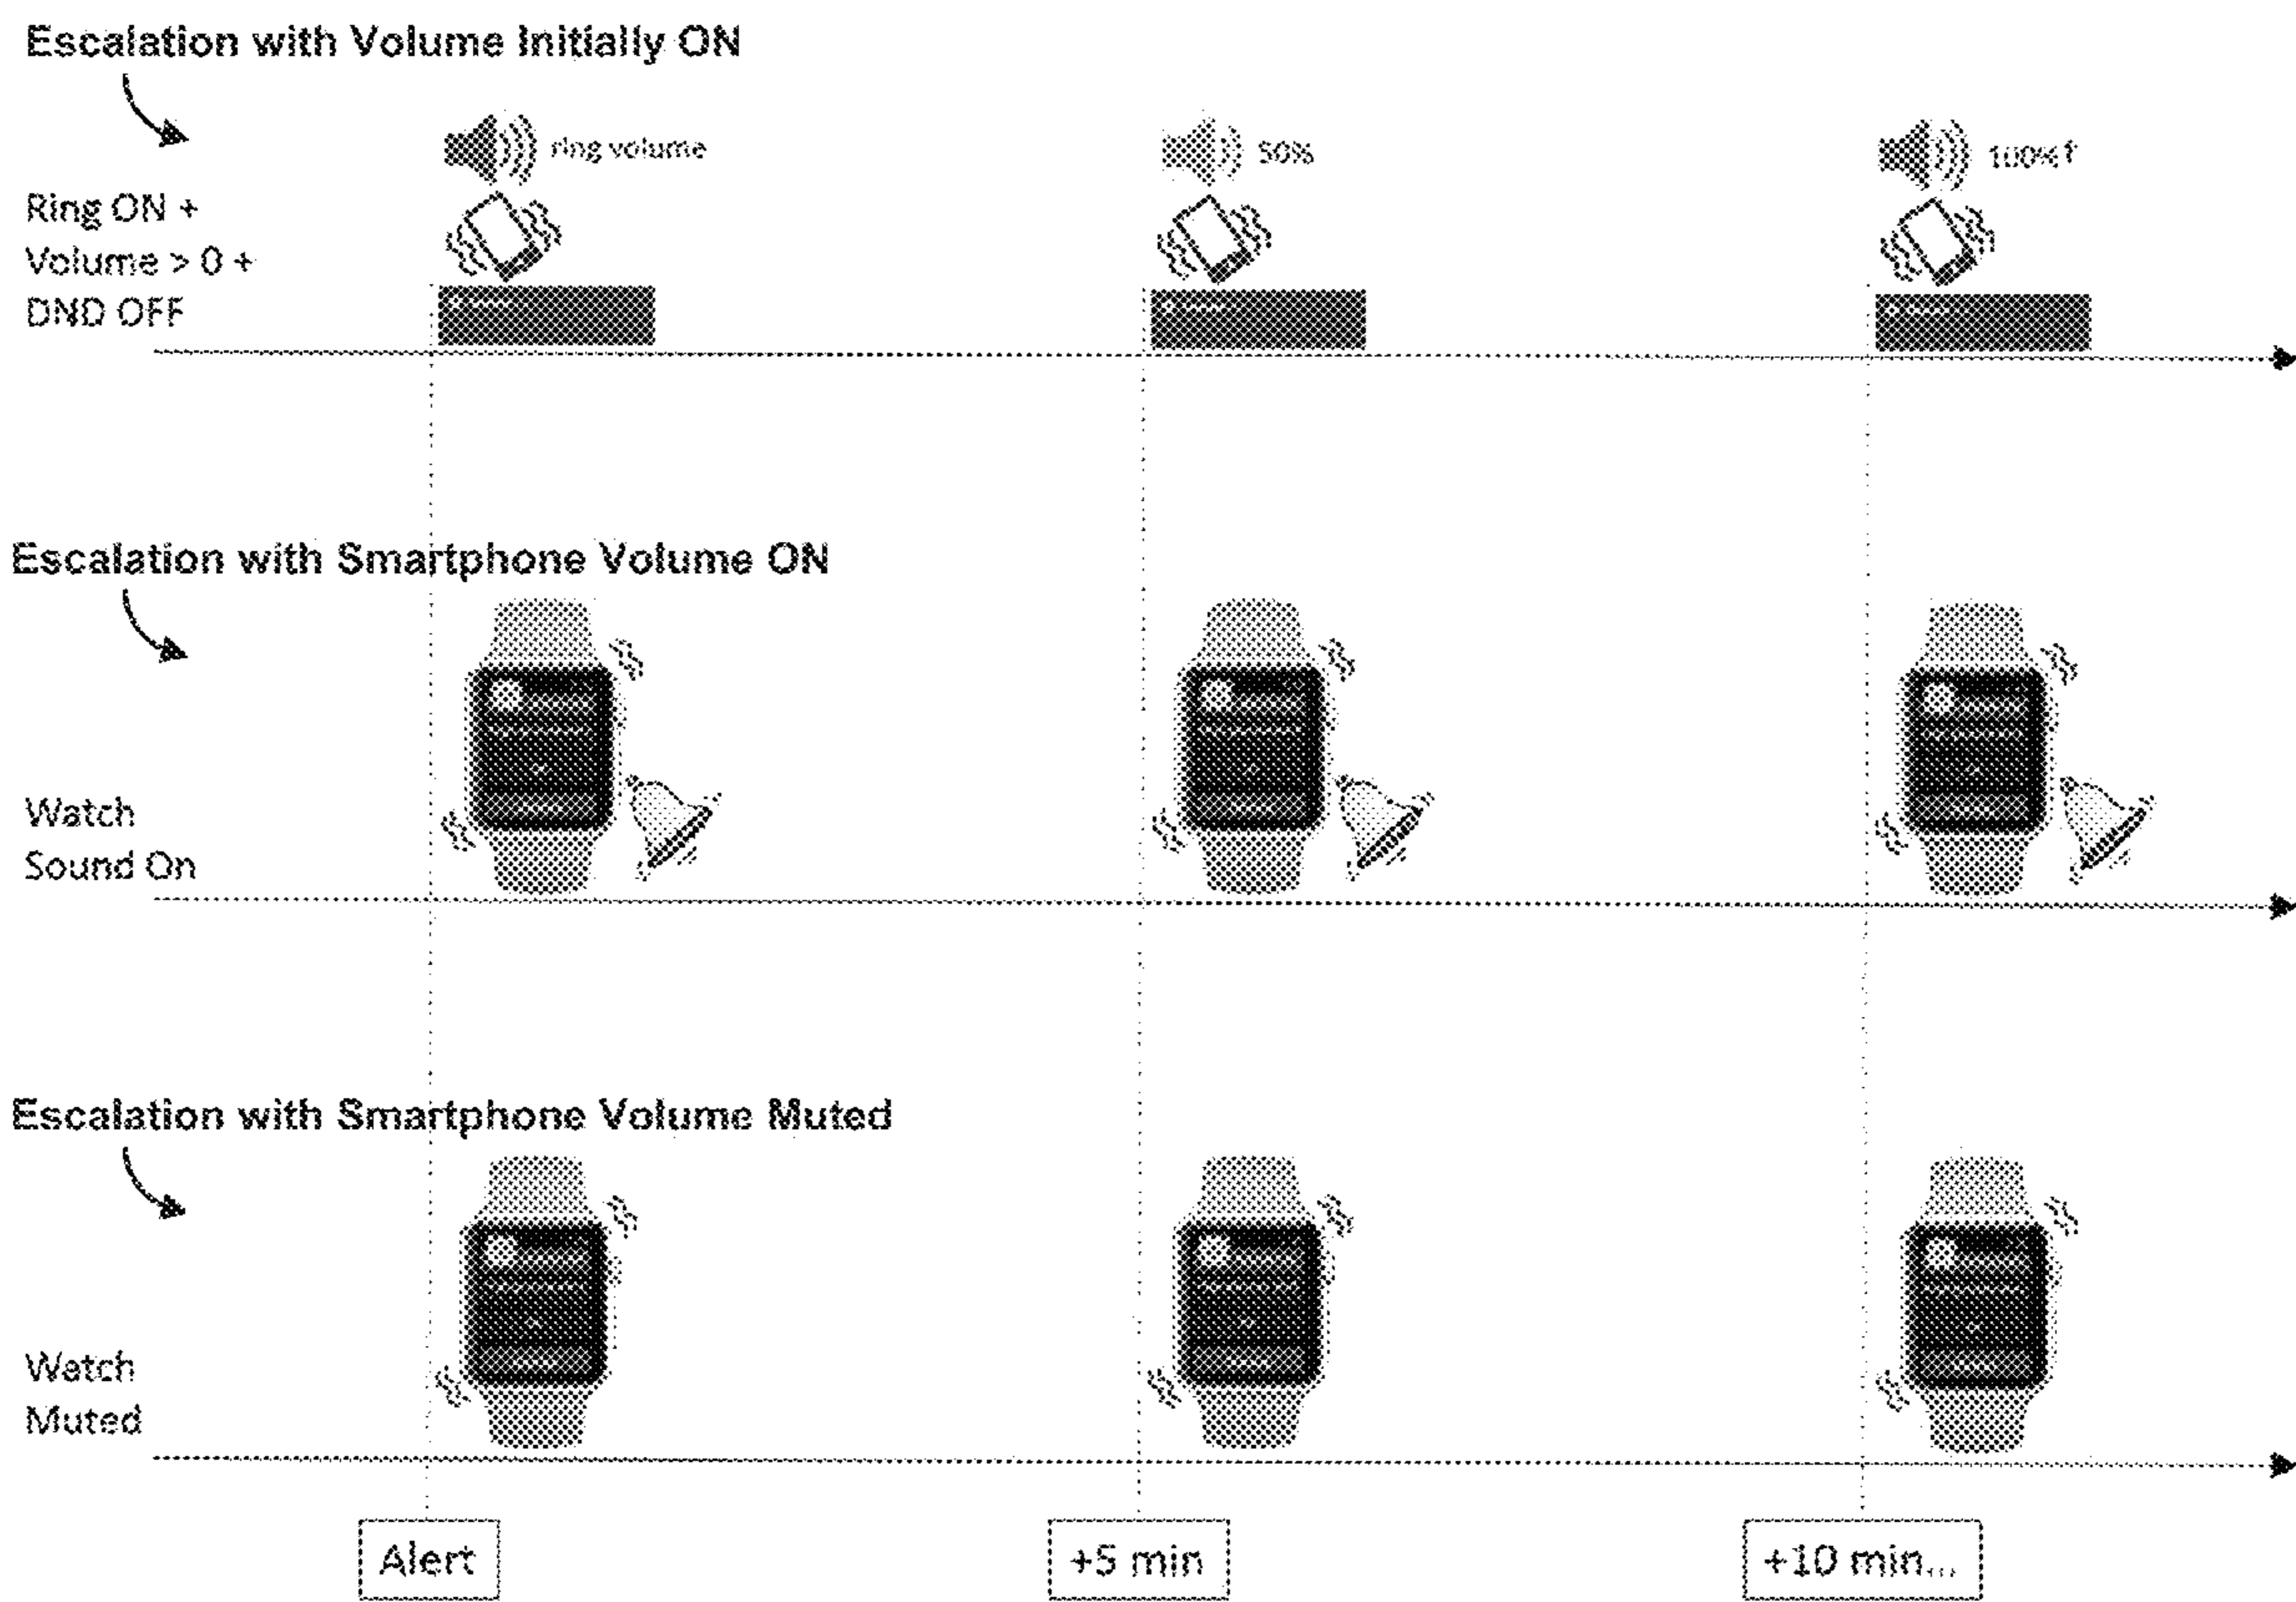 Escalation with Volume Initially ON
ring volume
50%
100%†
Ring ON +
Volume > 0 +
DND OFF
Escalation with Smartphone Volume ON
Watch
Sound On
Escalation with Smartphone Volume Muted
Watch
Muted
Alert
+5 min
+10 min...